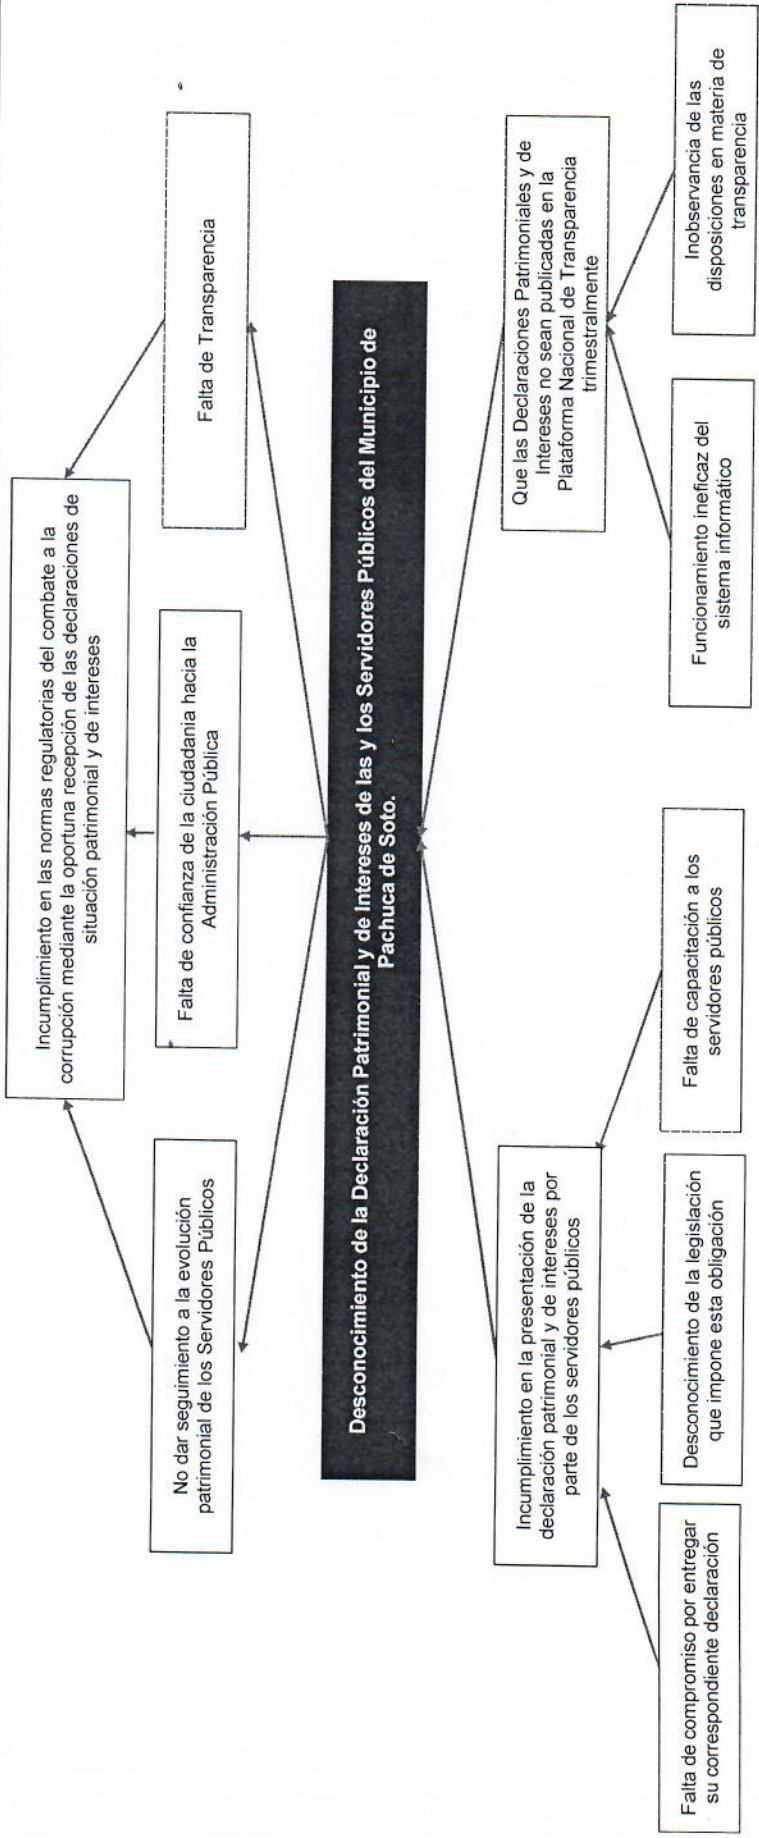 Incumplimiento en las normas regulatorias del combate a la
corrupción mediante la oportuna recepción de las declaraciones de
situación patrimonial y de intereses
No dar seguimiento a la evolución
patrimonial de los Servidores Públicos
Falta de confianza de la ciudadanía hacia la
Administración Pública
Falta de Transparencia
Desconocimiento de la Declaración Patrimonial y de Intereses de las y los Servidores Públicos del Municipio de
Pachuca de Soto.
Incumplimiento en la presentación de la
declaración patrimonial y de intereses por
parte de los servidores públicos
Que las Declaraciones Patrimoniales y de
Intereses no sean publicadas en la
Plataforma Nacional de Transparencia
trimestralmente
Falta de compromiso por entregar
su correspondiente declaración
Desconocimiento de la legislación
que impone esta obligación
Falta de capacitación a los
servidores públicos
Funcionamiento ineficaz del
sistema informático
Inobservancia de las
disposiciones en materia de
transparencia